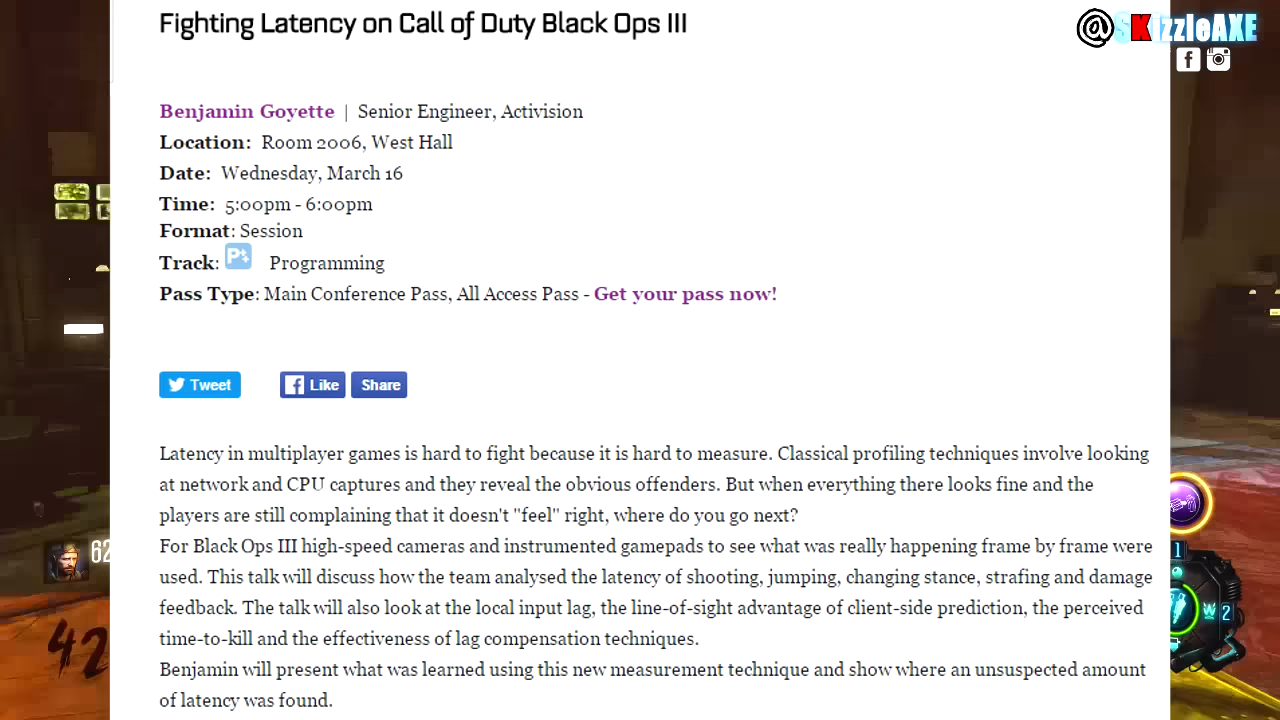 Fighting Latency on Call of Duty Black Ops III
@SKizzleAXE
Benjamin Goyette | Senior Engineer, Activision
Location: Room 2006, West Hall
Date: Wednesday, March 16
Time: 5:00pm - 6:00pm
Format: Session
Track: P Programming
Pass Type: Main Conference Pass, All Access Pass - Get your pass now!
Tweet Like Share
Latency in multiplayer games is hard to fight because it is hard to measure. Classical profiling techniques involve looking
at network and CPU captures and they reveal the obvious offenders. But when everything there looks fine and the
players are still complaining that it doesn't "feel" right, where do you go next?
For Black Ops III high-speed cameras and instrumented gamepads to see what was really happening frame by frame were
used. This talk will discuss how the team analysed the latency of shooting, jumping, changing stance, strafing and damage
feedback. The talk will also look at the local input lag, the line-of-sight advantage of client-side prediction, the perceived
time-to-kill and the effectiveness of lag compensation techniques.
Benjamin will present what was learned using this new measurement technique and show where an unsuspected amount
of latency was found.
62
42
1
W 2